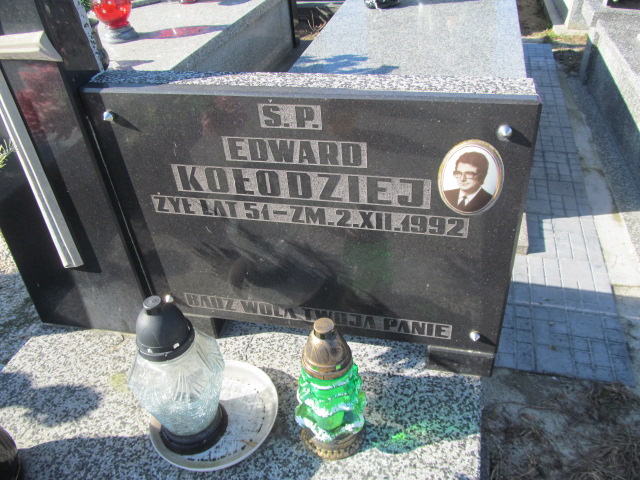 Ś.P.
EDWARD
KOŁODZIEJ
ŻYŁ LAT 51-ZM.2.XII.1992
BĄDŹ WOLA TWOJA PANIE